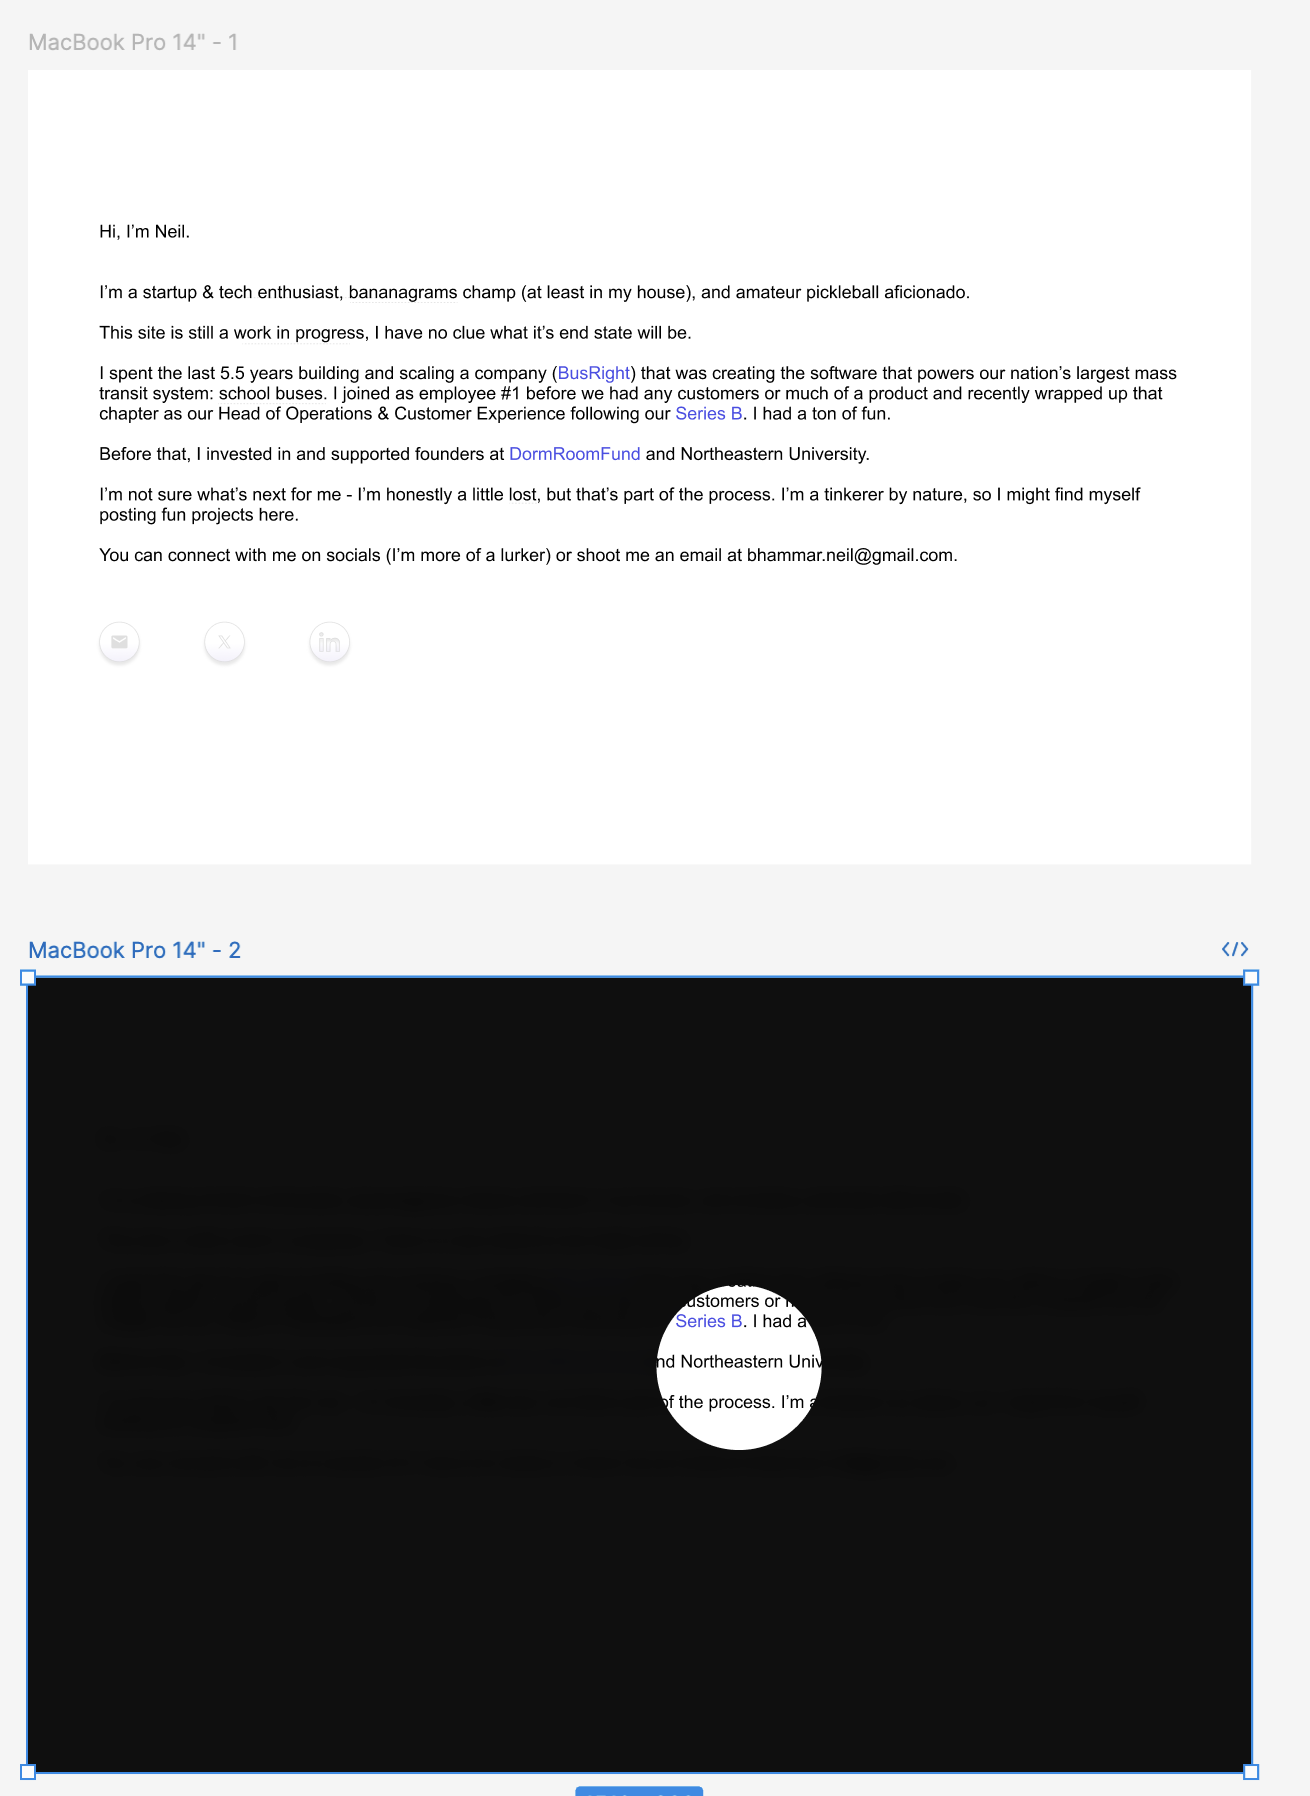 MacBook Pro 14" - 1
Hi, I’m Neil.
I’m a startup & tech enthusiast, bananagrams champ (at least in my house), and amateur pickleball aficionado.
This site is still a work in progress, I have no clue what it’s end state will be.
I spent the last 5.5 years building and scaling a company (BusRight) that was creating the software that powers our nation’s largest mass
transit system: school buses. I joined as employee #1 before we had any customers or much of a product and recently wrapped up that
chapter as our Head of Operations & Customer Experience following our Series B. I had a ton of fun.
Before that, I invested in and supported founders at DormRoomFund and Northeastern University.
I’m not sure what’s next for me - I’m honestly a little lost, but that’s part of the process. I’m a tinkerer by nature, so I might find myself
posting fun projects here.
You can connect with me on socials (I’m more of a lurker) or shoot me an email at bhammar.neil@gmail.com.
X in
MacBook Pro 14" - 2 </>
ustomers or
Series B. I had a
nd Northeastern Univ
of the process. I’m a